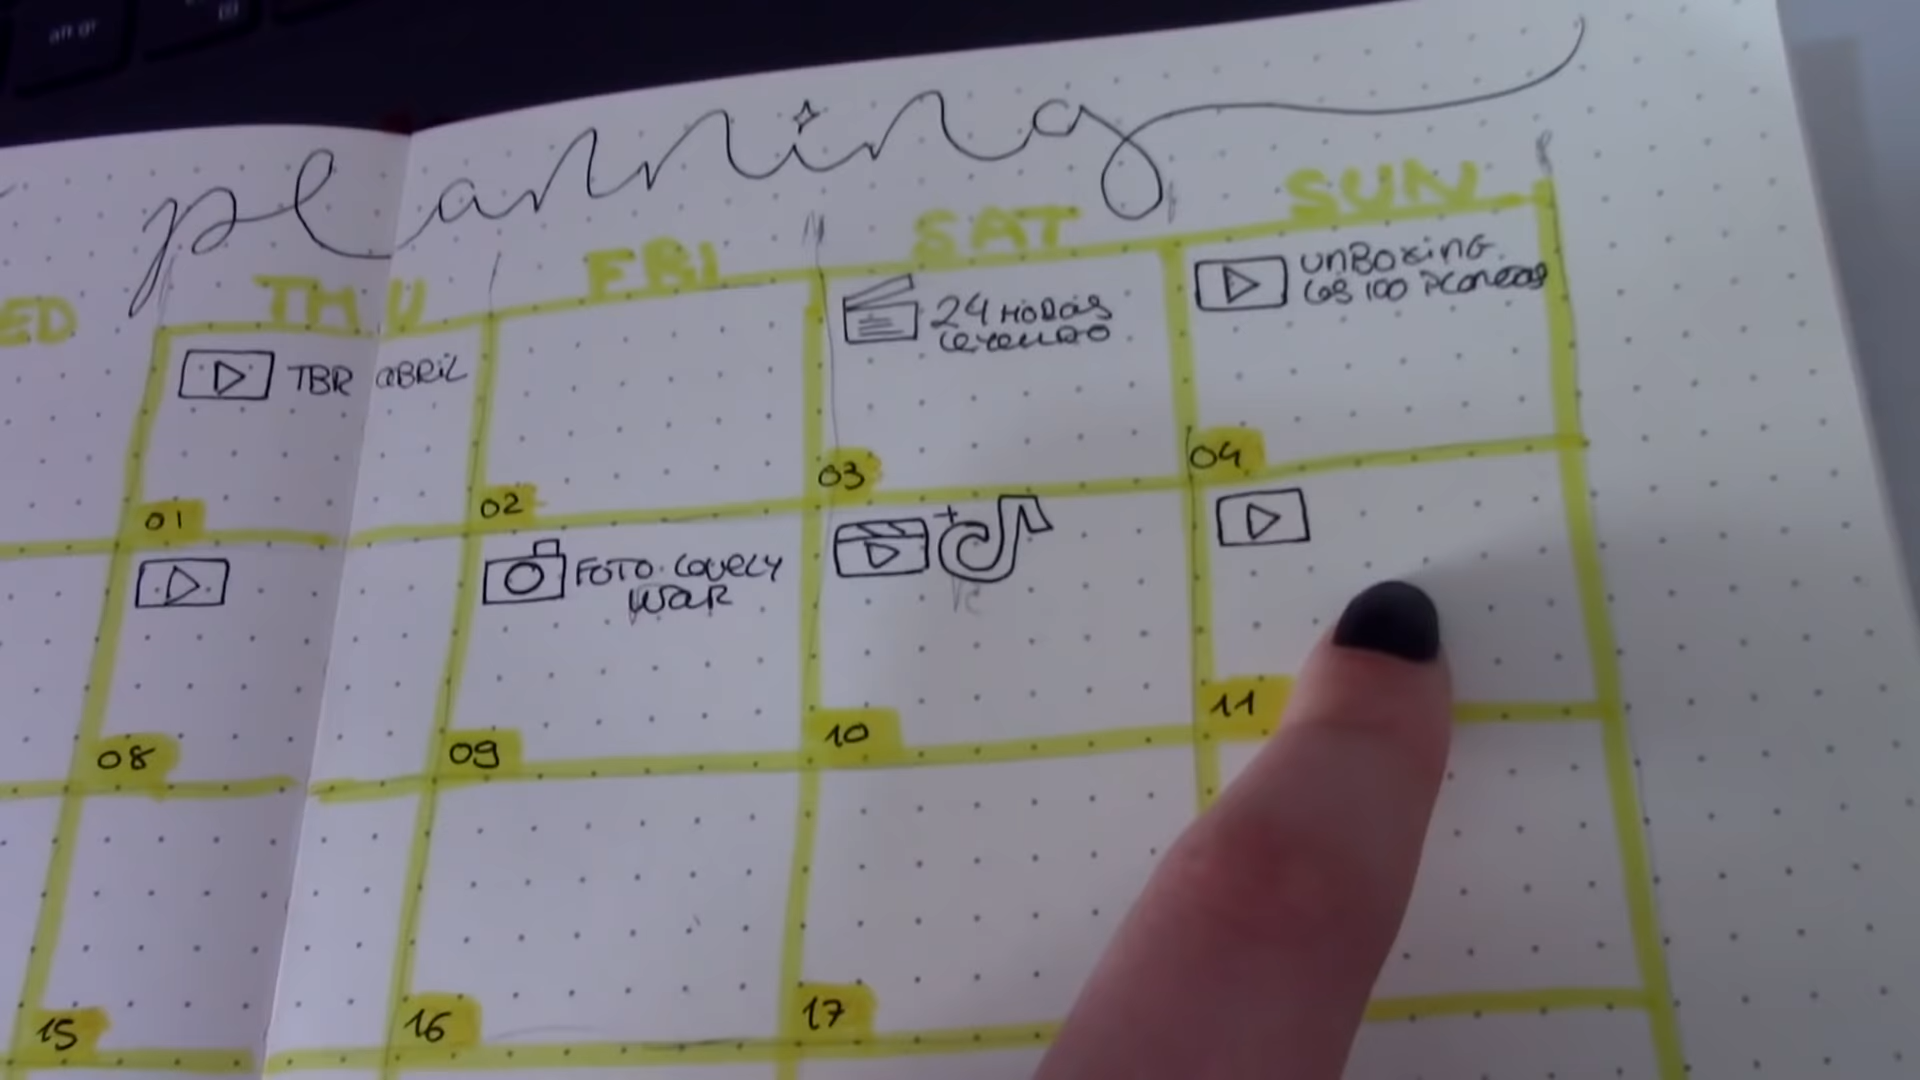 planning
ED THU FRI SAT SUN
TBR ABRIL
24 HORAS
LEYENDO
UNBOXING
LOS 100
01
02
03
04
FOTO LOVELY
WAR
08
09
10
11
15
16
17